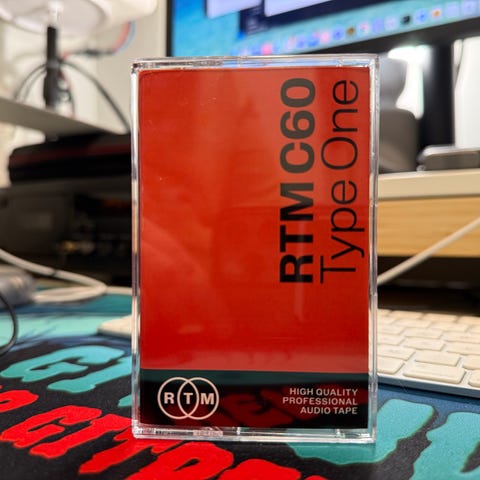 RTM C60
Type One
RTM
HIGH QUALITY
PROFESSIONAL
AUDIO TAPE